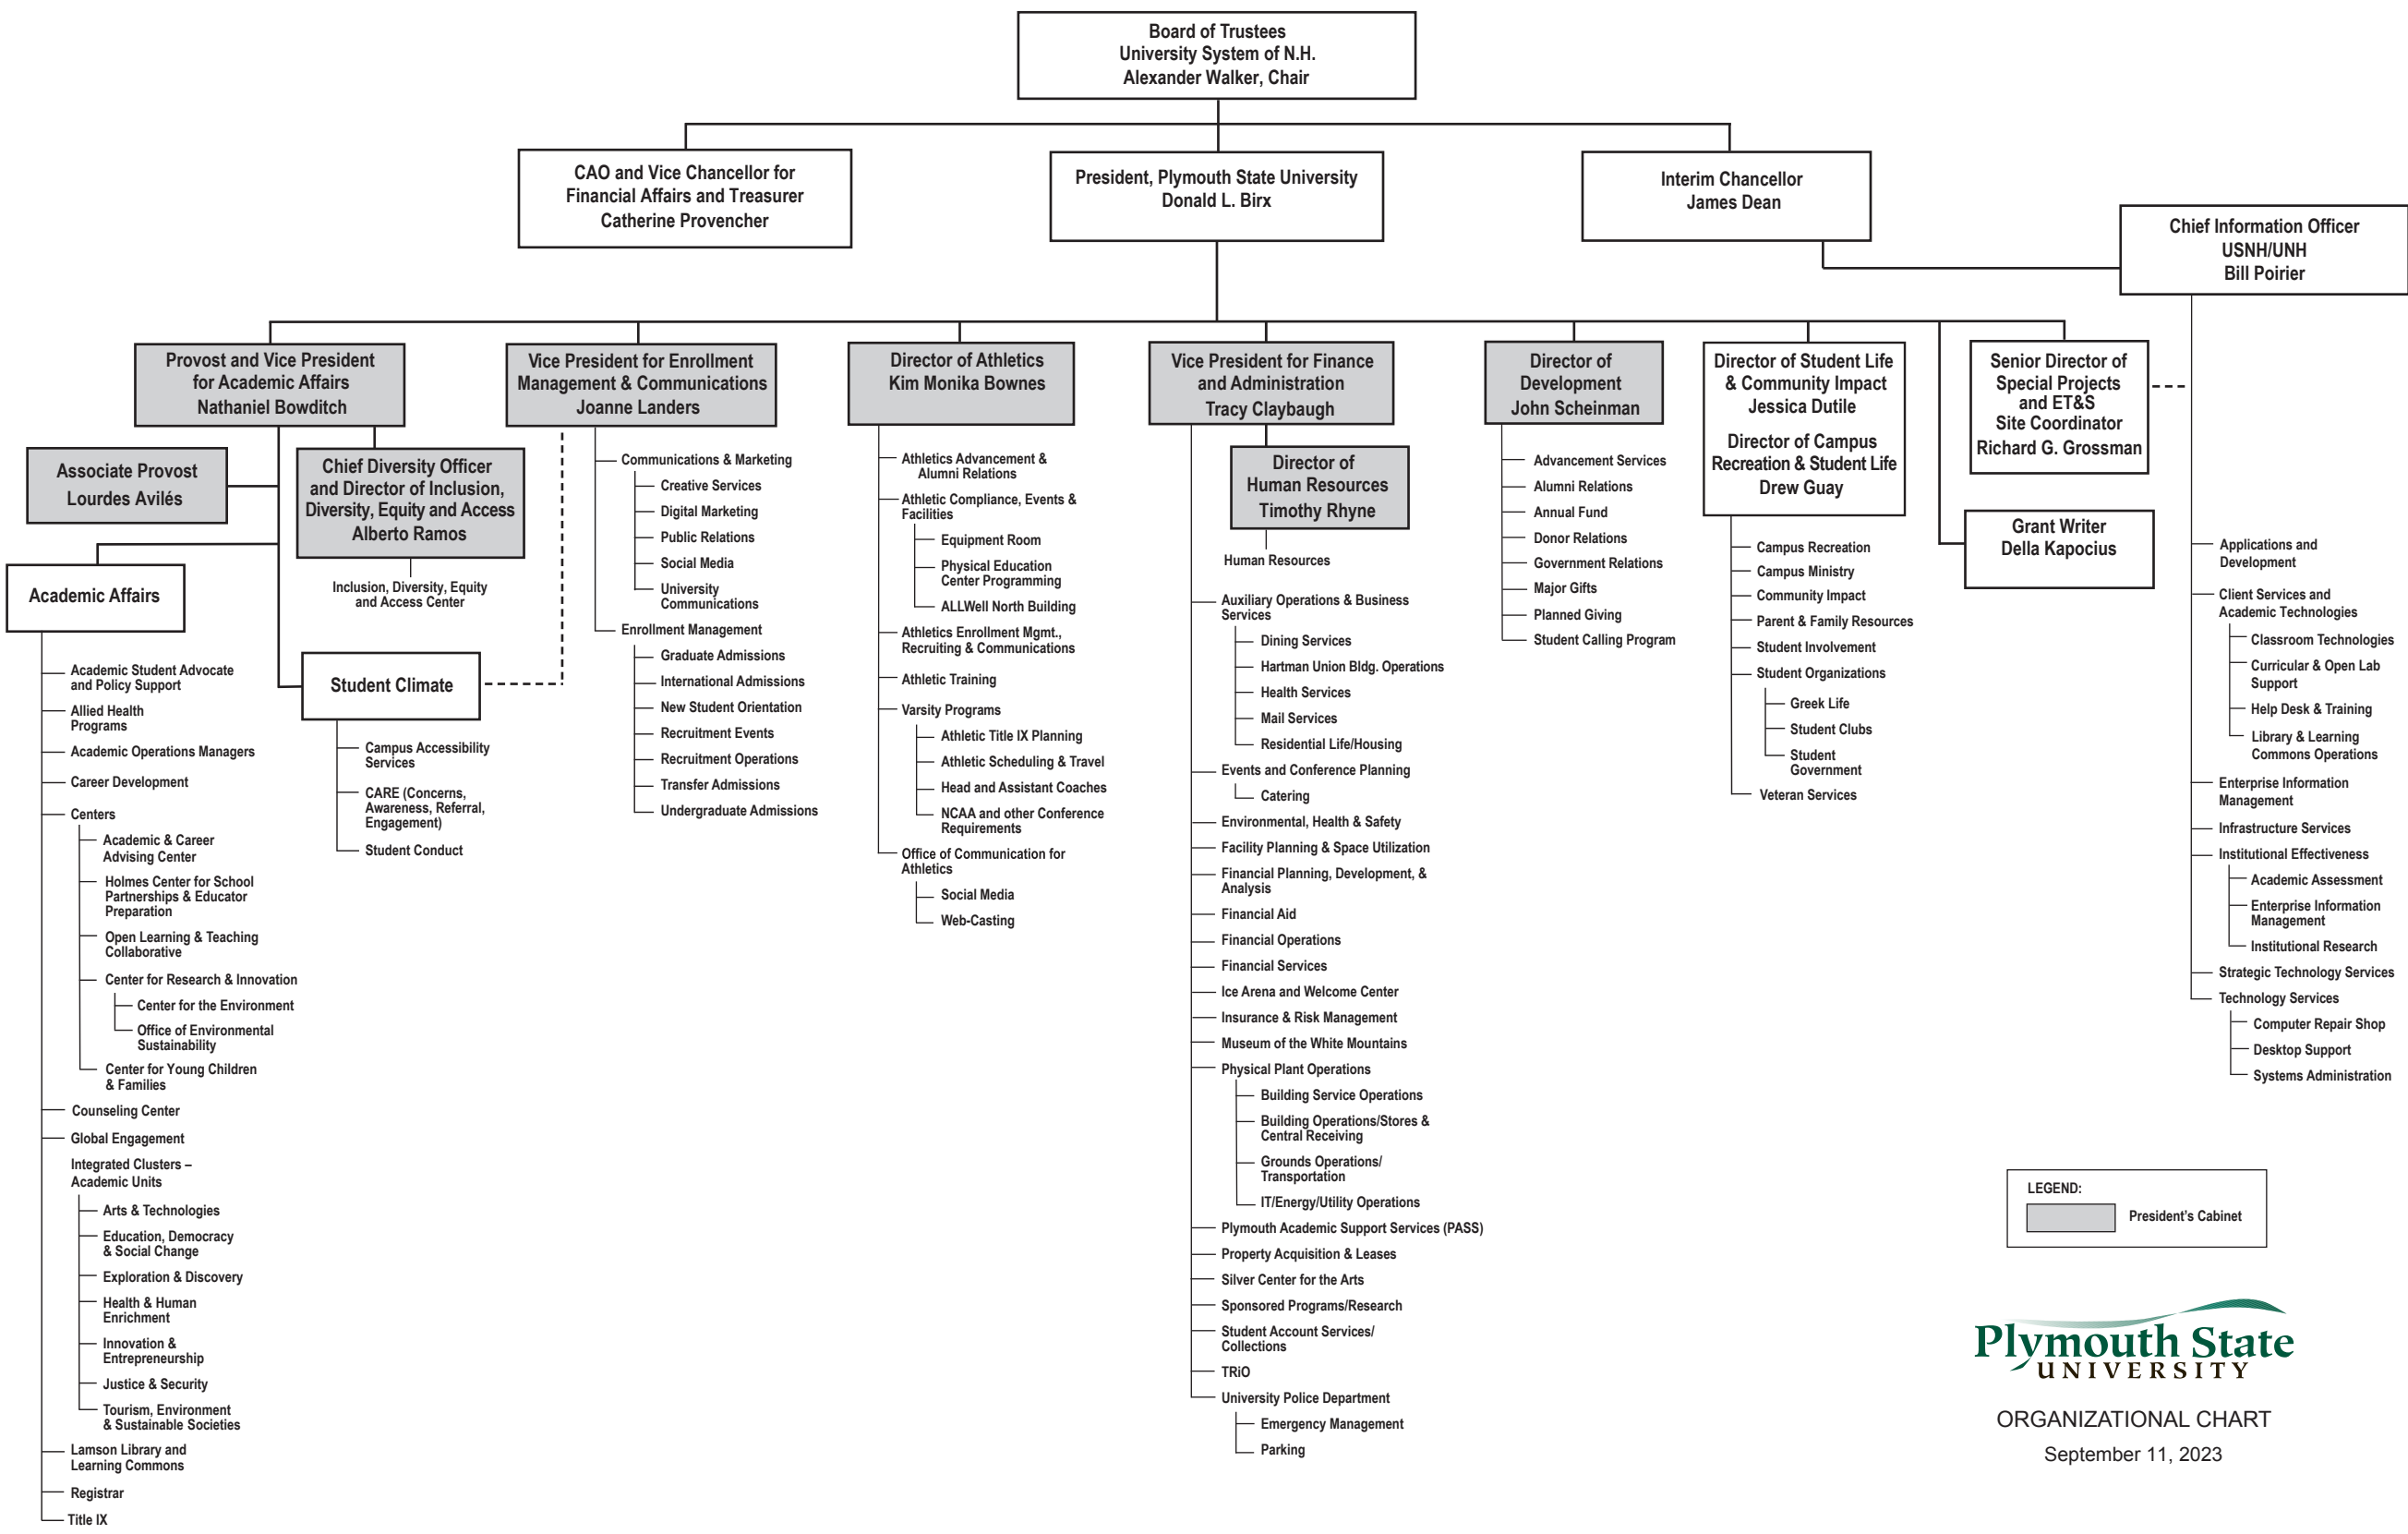 Board of Trustees
University System of N.H.
Alexander Walker, Chair
CAO and Vice Chancellor for
Financial Affairs and Treasurer
Catherine Provencher
President, Plymouth State University
Donald L. Birx
Interim Chancellor
James Dean
Chief Information Officer
USNH/UNH
Bill Poirier
Provost and Vice President
for Academic Affairs
Nathaniel Bowditch
Associate Provost
Lourdes Avilés
Chief Diversity Officer
and Director of Inclusion,
Diversity, Equity and Access
Alberto Ramos
Inclusion, Diversity, Equity
and Access Center
Academic Affairs
Academic Student Advocate
and Policy Support
Allied Health
Programs
Academic Operations Managers
Career Development
Centers
Academic & Career
Advising Center
Holmes Center for School
Partnerships & Educator
Preparation
Open Learning & Teaching
Collaborative
Center for Research & Innovation
Center for the Environment
Office of Environmental
Sustainability
Center for Young Children
& Families
Counseling Center
Global Engagement
Integrated Clusters –
Academic Units
Arts & Technologies
Education, Democracy
& Social Change
Exploration & Discovery
Health & Human
Enrichment
Innovation &
Entrepreneurship
Justice & Security
Tourism, Environment
& Sustainable Societies
Lamson Library and
Learning Commons
Registrar
Title IX
Student Climate
Campus Accessibility
Services
CARE (Concerns,
Awareness, Referral,
Engagement)
Student Conduct
Vice President for Enrollment
Management & Communications
Joanne Landers
Communications & Marketing
Creative Services
Digital Marketing
Public Relations
Social Media
University
Communications
Enrollment Management
Graduate Admissions
International Admissions
New Student Orientation
Recruitment Events
Recruitment Operations
Transfer Admissions
Undergraduate Admissions
Director of Athletics
Kim Monika Bownes
Athletics Advancement &
Alumni Relations
Athletic Compliance, Events &
Facilities
Equipment Room
Physical Education
Center Programming
ALLWell North Building
Athletics Enrollment Mgmt.,
Recruiting & Communications
Athletic Training
Varsity Programs
Athletic Title IX Planning
Athletic Scheduling & Travel
Head and Assistant Coaches
NCAA and other Conference
Requirements
Office of Communication for
Athletics
Social Media
Web-Casting
Vice President for Finance
and Administration
Tracy Claybaugh
Director of
Human Resources
Timothy Rhyne
Human Resources
Auxiliary Operations & Business
Services
Dining Services
Hartman Union Bldg. Operations
Health Services
Mail Services
Residential Life/Housing
Events and Conference Planning
Catering
Environmental, Health & Safety
Facility Planning & Space Utilization
Financial Planning, Development, &
Analysis
Financial Aid
Financial Operations
Financial Services
Ice Arena and Welcome Center
Insurance & Risk Management
Museum of the White Mountains
Physical Plant Operations
Building Service Operations
Building Operations/Stores &
Central Receiving
Grounds Operations/
Transportation
IT/Energy/Utility Operations
Plymouth Academic Support Services (PASS)
Property Acquisition & Leases
Silver Center for the Arts
Sponsored Programs/Research
Student Account Services/
Collections
TRiO
University Police Department
Emergency Management
Parking
Director of
Development
John Scheinman
Advancement Services
Alumni Relations
Annual Fund
Donor Relations
Government Relations
Major Gifts
Planned Giving
Student Calling Program
Director of Student Life
& Community Impact
Jessica Dutile
Director of Campus
Recreation & Student Life
Drew Guay
Campus Recreation
Campus Ministry
Community Impact
Parent & Family Resources
Student Involvement
Student Organizations
Greek Life
Student Clubs
Student
Government
Veteran Services
Senior Director of
Special Projects
and ET&S
Site Coordinator
Richard G. Grossman
Grant Writer
Della Kapocius
Applications and
Development
Client Services and
Academic Technologies
Classroom Technologies
Curricular & Open Lab
Support
Help Desk & Training
Library & Learning
Commons Operations
Enterprise Information
Management
Infrastructure Services
Institutional Effectiveness
Academic Assessment
Enterprise Information
Management
Institutional Research
Strategic Technology Services
Technology Services
Computer Repair Shop
Desktop Support
Systems Administration
LEGEND:
President's Cabinet
Plymouth State
UNIVERSITY
ORGANIZATIONAL CHART
September 11, 2023